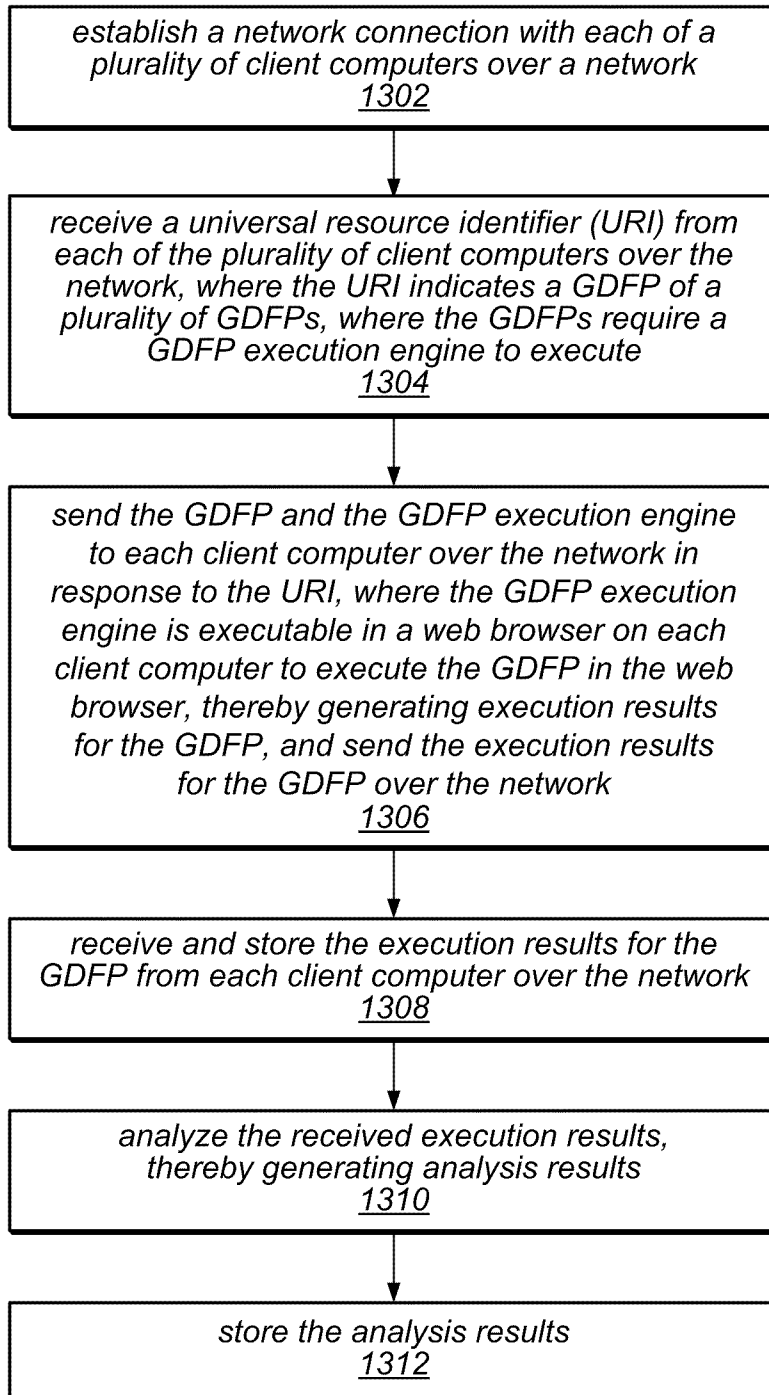 establish a network connection with each of a
plurality of client computers over a network
1302
receive a universal resource identifier (URI) from
each of the plurality of client computers over the
network, where the URI indicates a GDFP of a
plurality of GDFPs, where the GDFPs require a
GDFP execution engine to execute
1304
send the GDFP and the GDFP execution engine
to each client computer over the network in
response to the URI, where the GDFP execution
engine is executable in a web browser on each
client computer to execute the GDFP in the web
browser, thereby generating execution results
for the GDFP, and send the execution results
for the GDFP over the network
1306
receive and store the execution results for the
GDFP from each client computer over the network
1308
analyze the received execution results,
thereby generating analysis results
1310
store the analysis results
1312